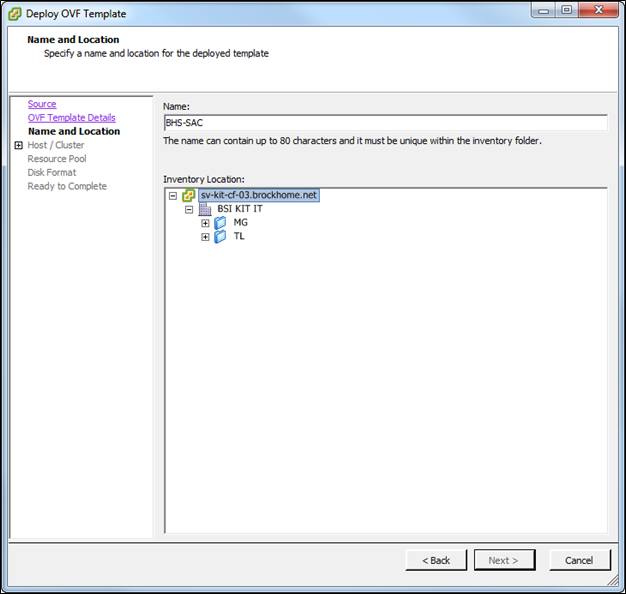 Deploy OVF Template
Name and Location
Specify a name and location for the deployed template
Source
OVF Template Details
Name and Location
Host / Cluster
Resource Pool
Disk Format
Ready to Complete
Name:
BHS-SAC
The name can contain up to 80 characters and it must be unique within the inventory folder.
Inventory Location:
sv-kit-cf-03.brockhome.net
BSI KIT IT
MG
TL
< Back
Next >
Cancel